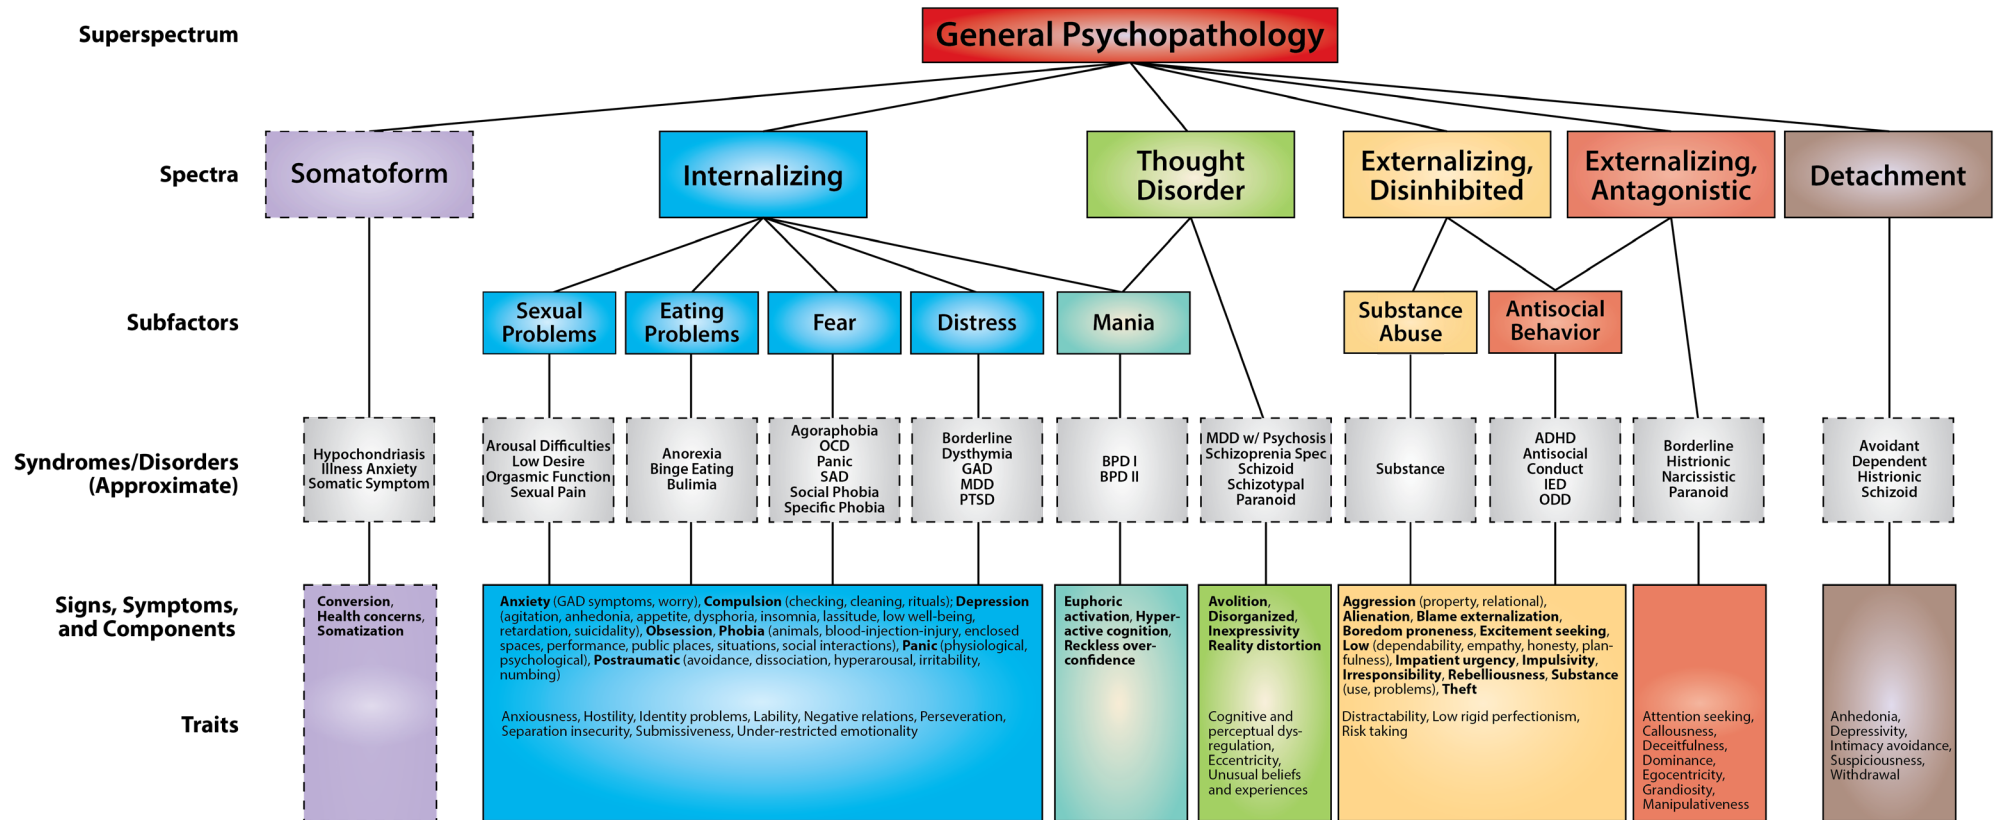 Superspectrum
General Psychopathology
Spectra
Somatoform
Internalizing
Thought
Disorder
Externalizing,
Disinhibited
Externalizing,
Antagonistic
Detachment
Subfactors
Sexual
Problems
Eating
Problems
Fear
Distress
Mania
Substance
Abuse
Antisocial
Behavior
Syndromes/Disorders
(Approximate)
Hypochondriasis
Illness Anxiety
Somatic Symptom
Arousal Difficulties
Low Desire
Orgasmic Function
Sexual Pain
Anorexia
Binge Eating
Bulimia
Agoraphobia
OCD
Panic
SAD
Social Phobia
Specific Phobia
Borderline
Dysthymia
GAD
MDD
PTSD
BPD I
BPD II
MDD w/ Psychosis
Schizoprenia Spec
Schizoid
Schizotypal
Paranoid
Substance
ADHD
Antisocial
Conduct
IED
ODD
Borderline
Histrionic
Narcissistic
Paranoid
Avoidant
Dependent
Histrionic
Schizoid
Signs, Symptoms,
and Components
Conversion,
Health concerns,
Somatization
Anxiety (GAD symptoms, worry), Compulsion (checking, cleaning, rituals); Depression
(agitation, anhedonia, appetite, dysphoria, insomnia, lassitude, low well-being,
retardation, suicidality), Obsession, Phobia (animals, blood-injection-injury, enclosed
spaces, performance, public places, situations, social interactions), Panic (physiological,
psychological), Postraumatic (avoidance, dissociation, hyperarousal, irritability,
numbing)
Euphoric
activation, Hyper-
active cognition,
Reckless over-
confidence
Avolition,
Disorganized,
Inexpressivity
Reality distortion
Aggression (property, relational),
Alienation, Blame externalization,
Boredom proneness, Excitement seeking,
Low (dependability, empathy, honesty, plan-
fulness), Impatient urgency, Impulsivity,
Irresponsibility, Rebelliousness, Substance
(use, problems), Theft
Traits
Anxiousness, Hostility, Identity problems, Lability, Negative relations, Perseveration,
Separation insecurity, Submissiveness, Under-restricted emotionality
Cognitive and
perceptual dys-
regulation,
Eccentricity,
Unusual beliefs
and experiences
Distractability, Low rigid perfectionism,
Risk taking
Attention seeking,
Callousness,
Deceitfulness,
Dominance,
Egocentricity,
Grandiosity,
Manipulativeness
Anhedonia,
Depressivity,
Intimacy avoidance,
Suspiciousness,
Withdrawal